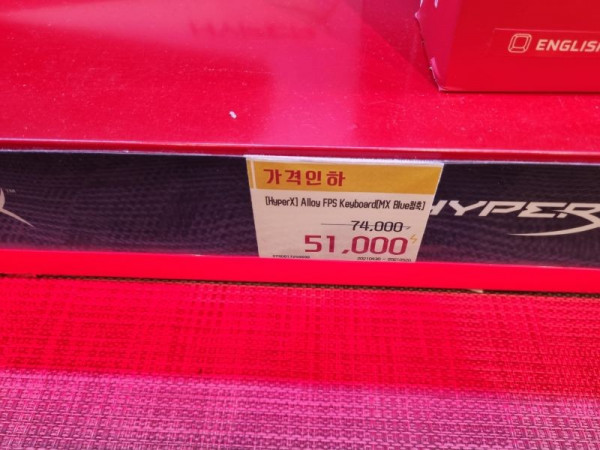 ENGLISH
가격인하
[HyperX] Alloy FPS Keyboard[MX Blue접축]
74,000
51,000
HYPER